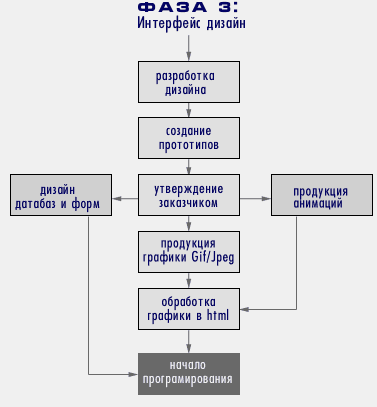 ФАЗА 3:
Интерфейс дизайн
разработка
дизайна
создание
прототипов
дизайн
датабаз и форм
утверждение
заказчиком
продукция
анимаций
продукция
графики Gif/Jpeg
обработка
графики в html
начало
програмирования